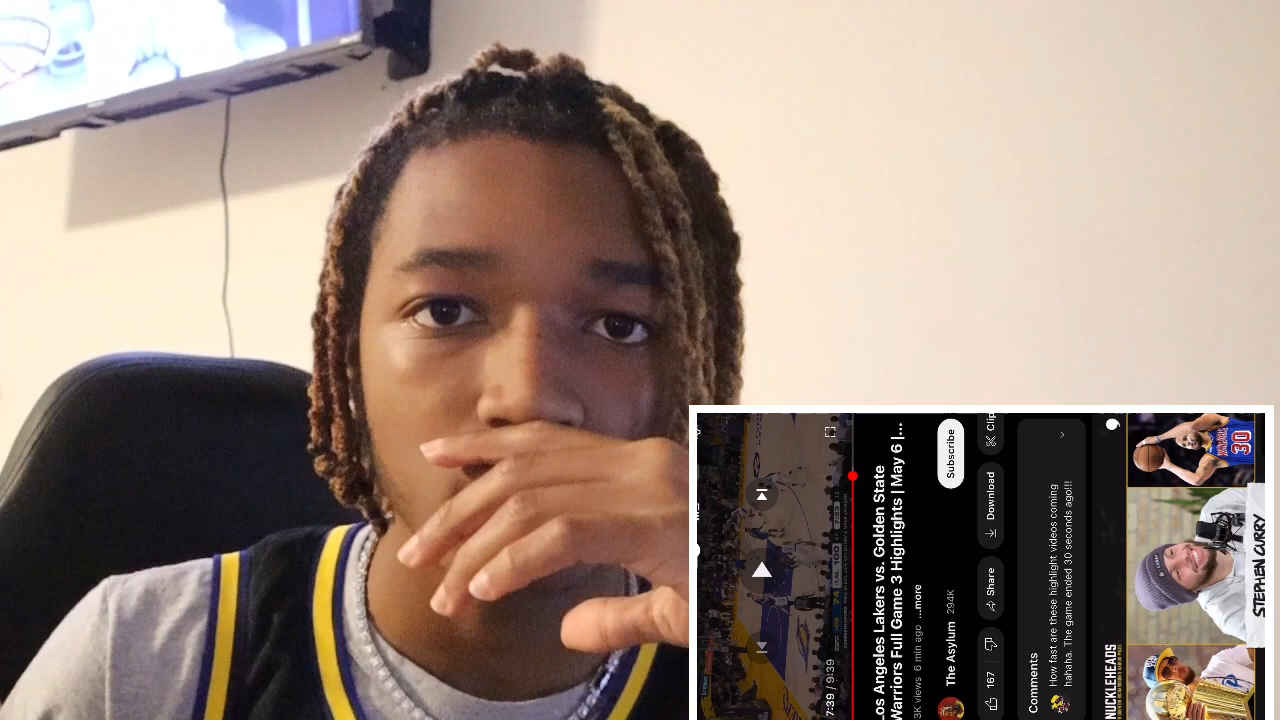 7:39 / 9:39
Los Angeles Lakers vs. Golden State
Warriors Full Game 3 Highlights | May 6 |...
3K views 6 min ago ...more
The Asylum 294K
Subscribe
167
Share
Download
Clip
Comments
How fast are these highlight videos coming
hahaha The game ended 30 seconds ago!!!
KNUCKLEHEADS
STEPHEN CURRY
30